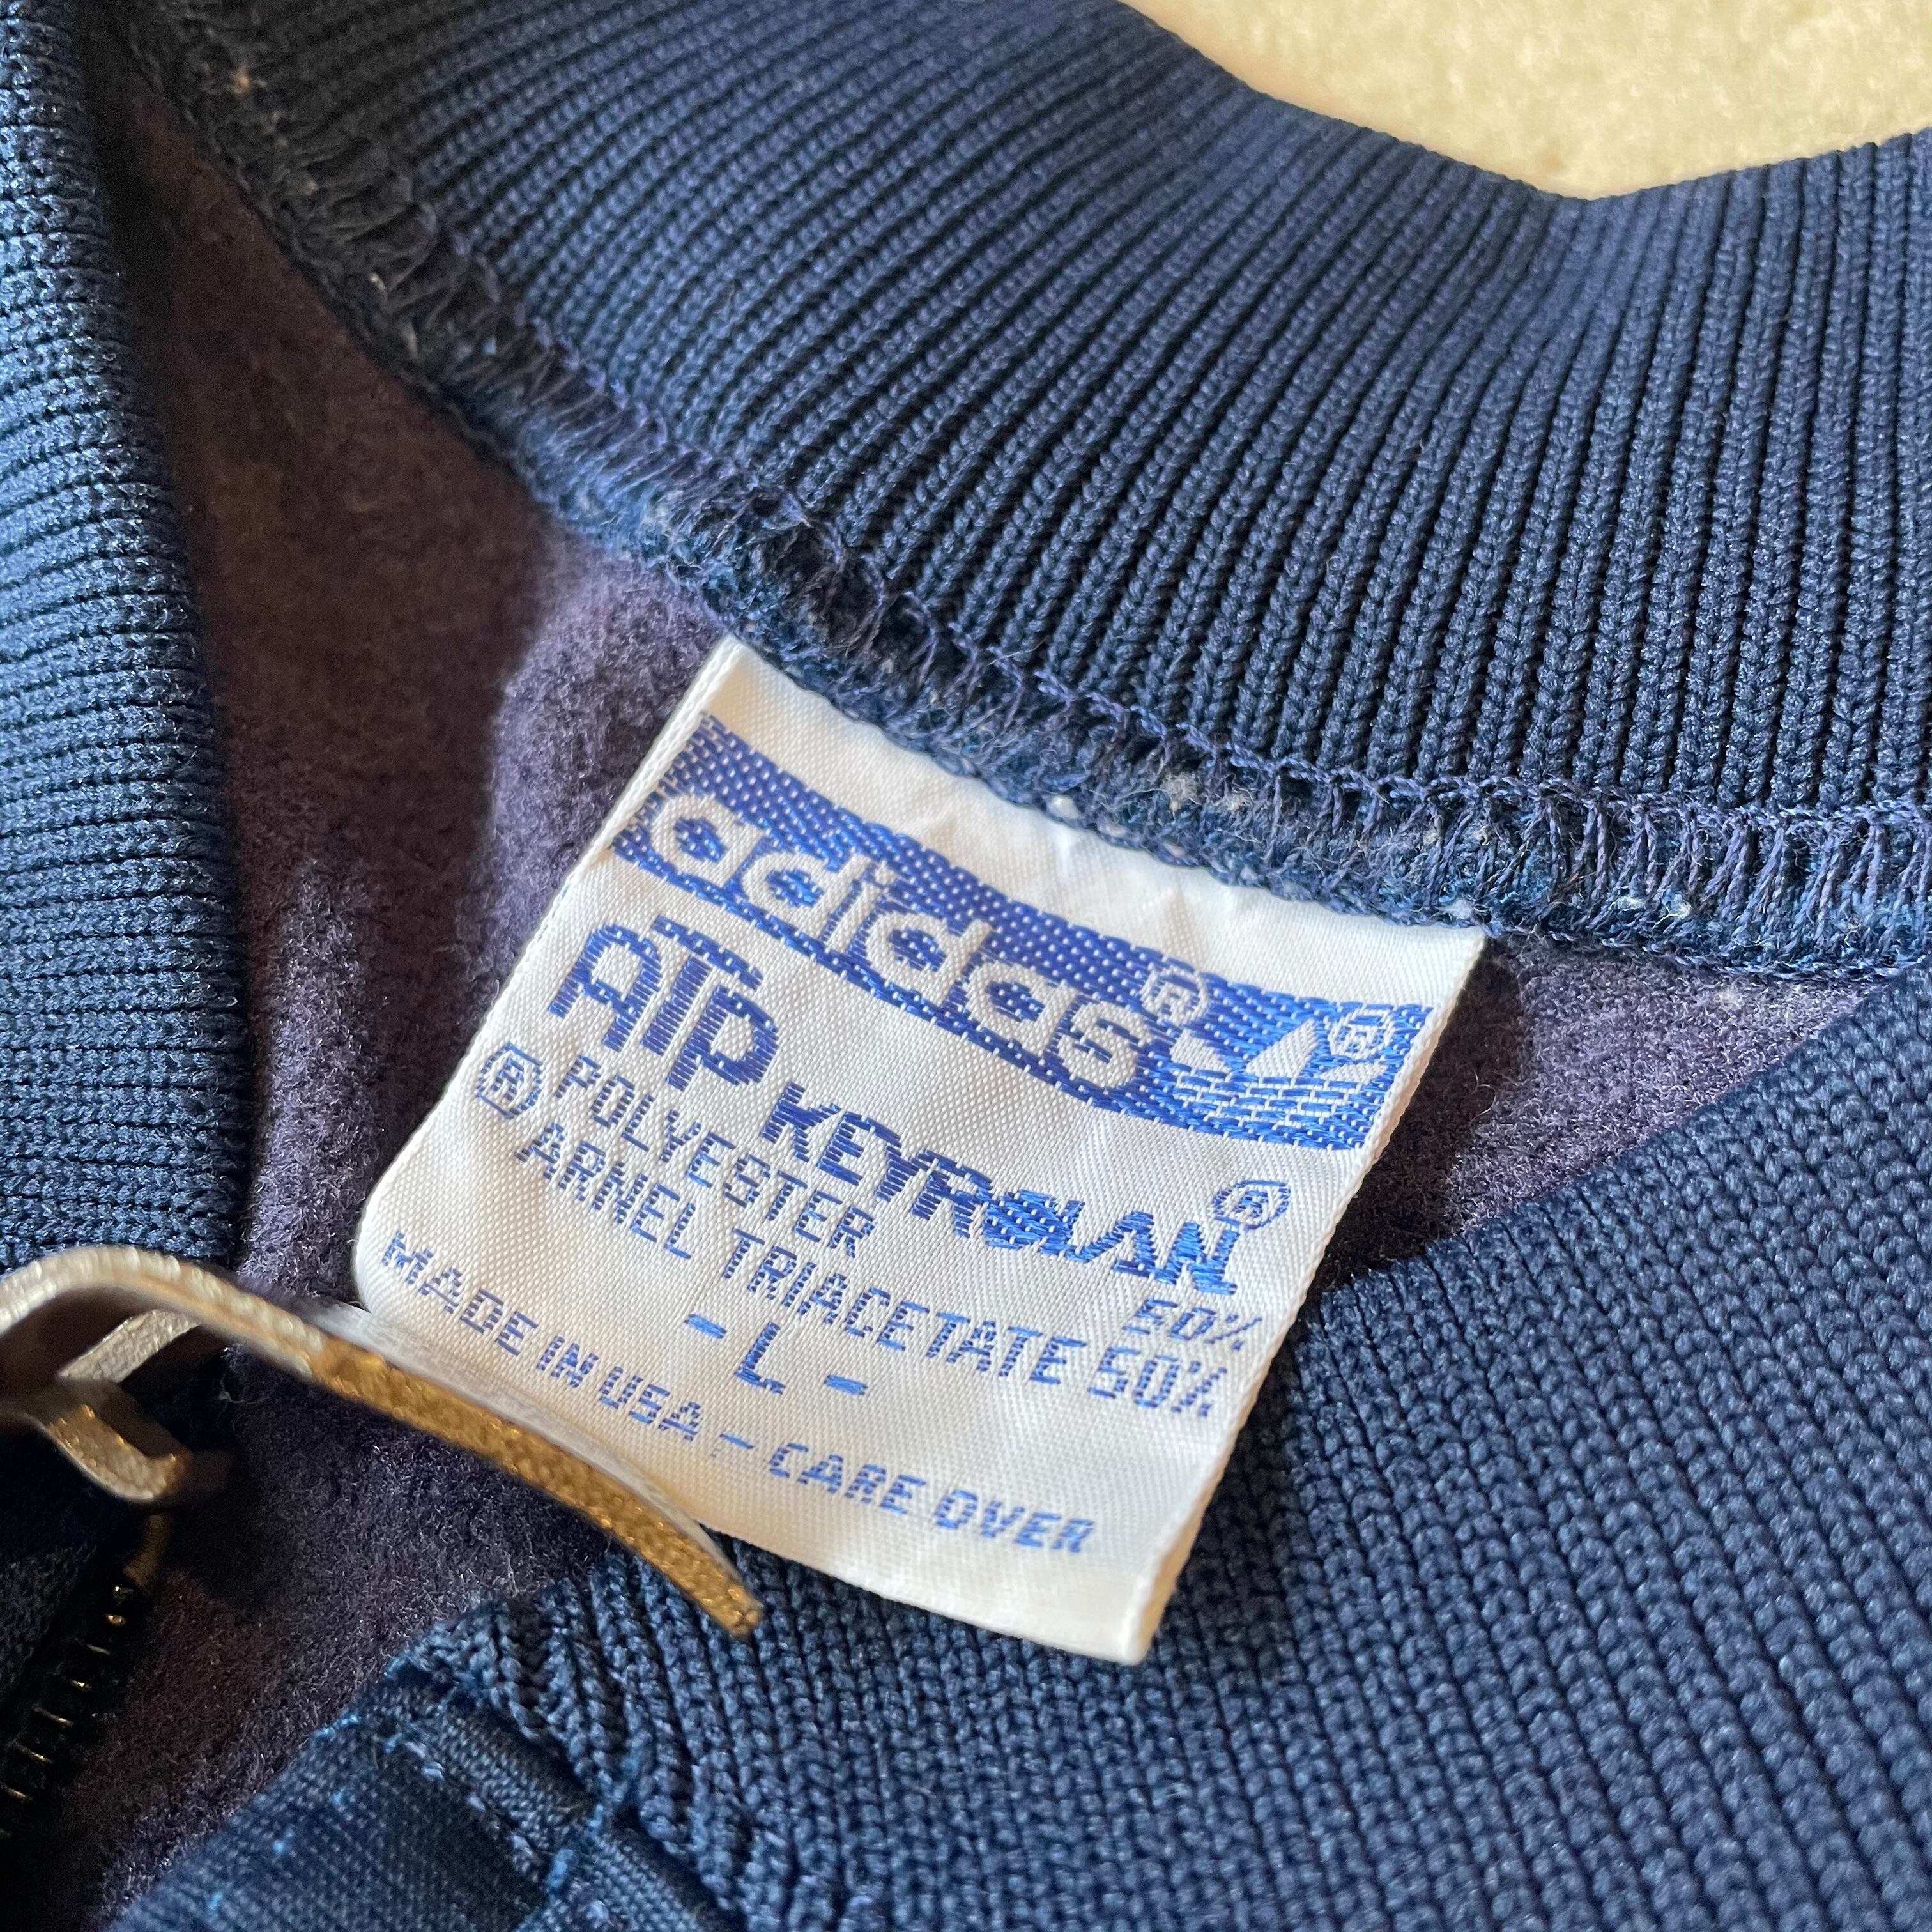 adidas®
ATP KEYROLAN®
POLYESTER 50%
® ARNEL TRIACETATE 50%
- L -
MADE IN USA - CARE OVER